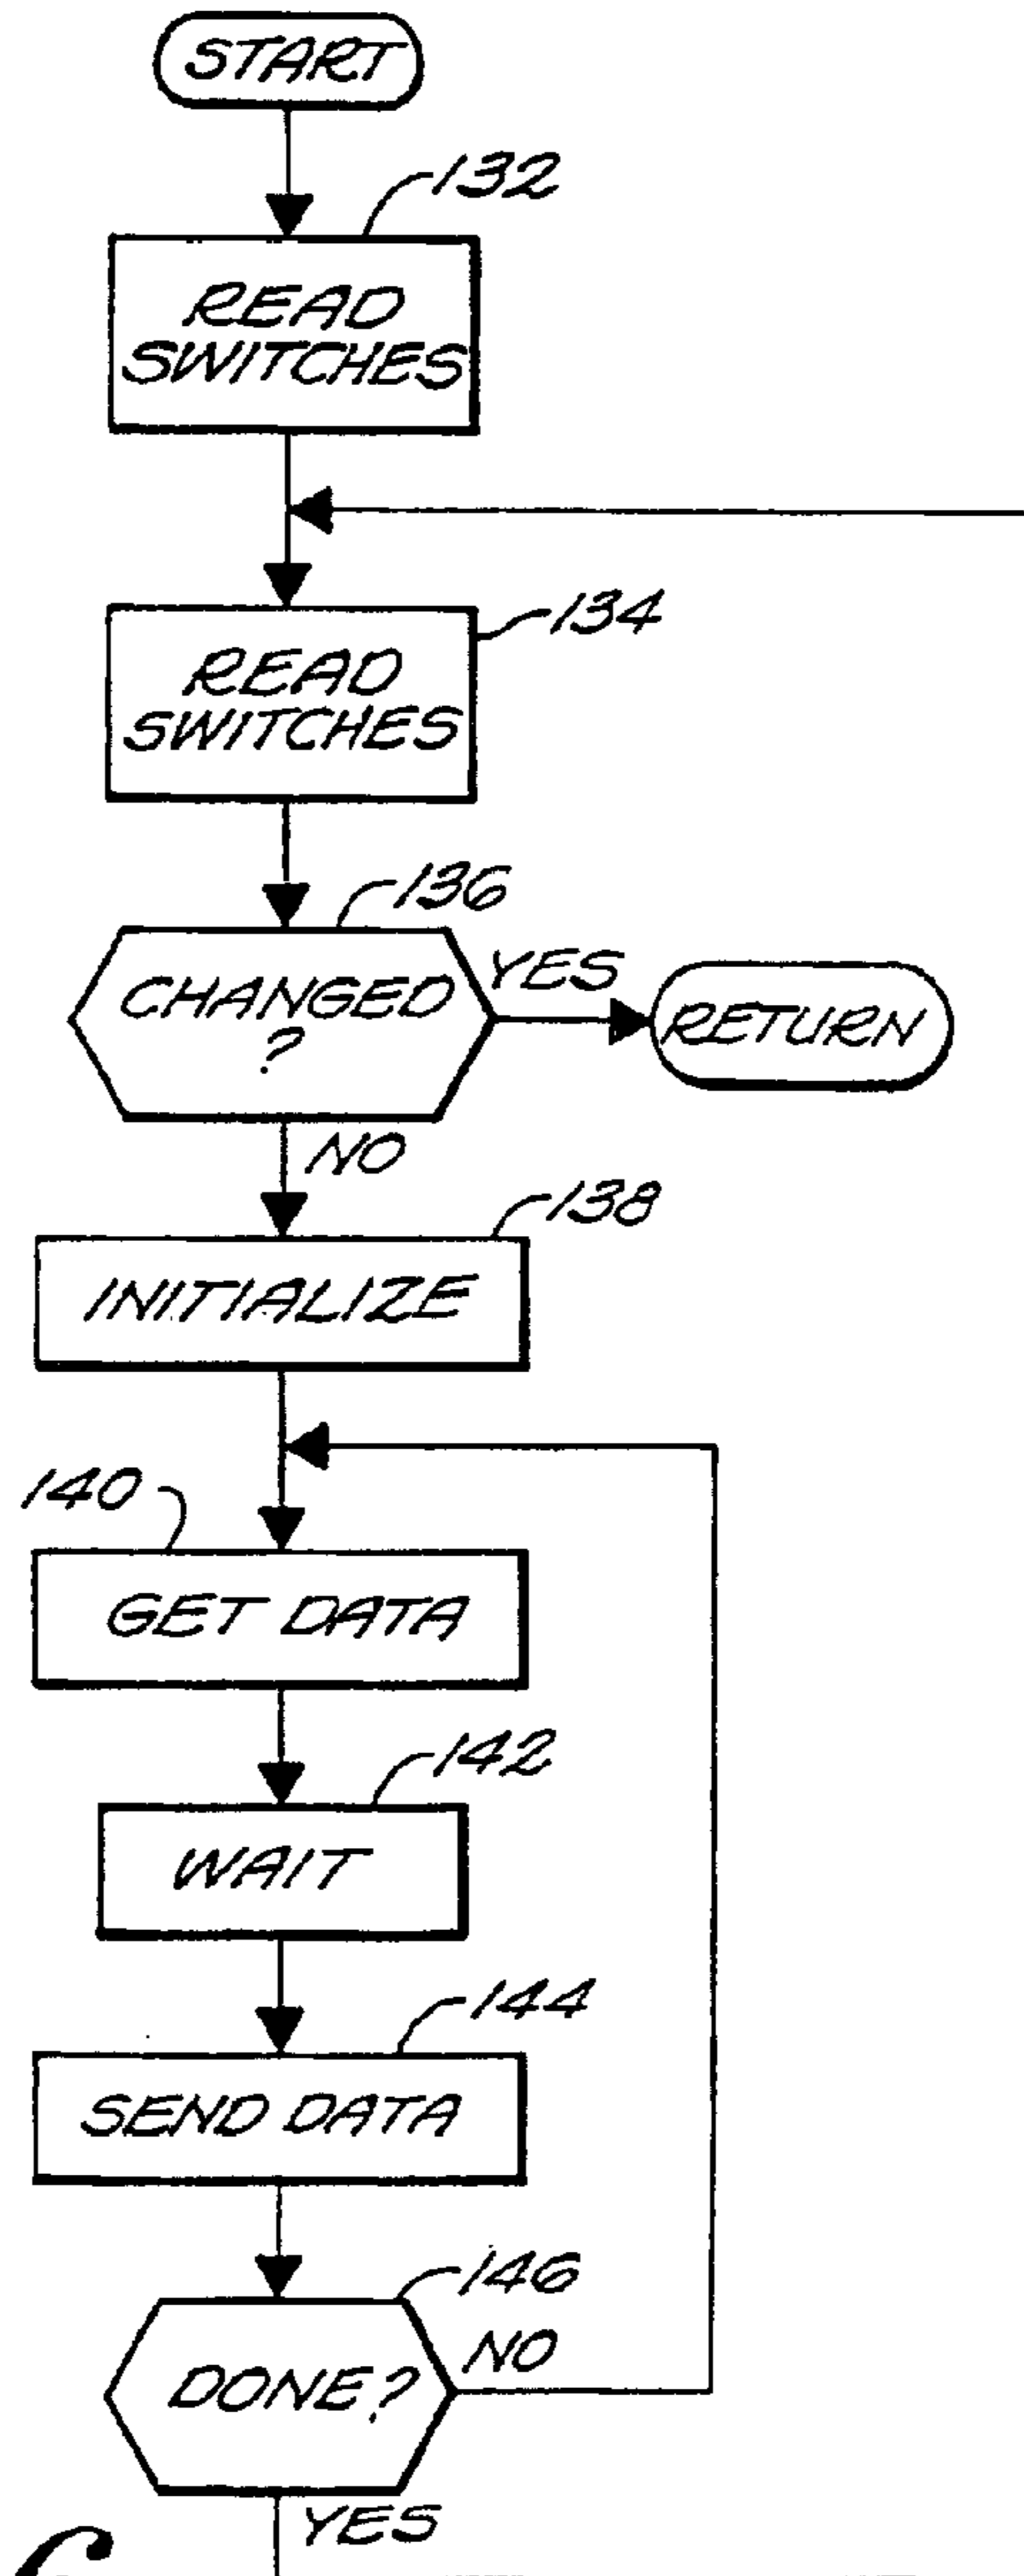 START
132
READ
SWITCHES
134
READ
SWITCHES
136
CHANGED
?
YES
RETURN
NO
138
INITIALIZE
140
GET DATA
142
WAIT
144
SEND DATA
146
DONE?
NO
YES